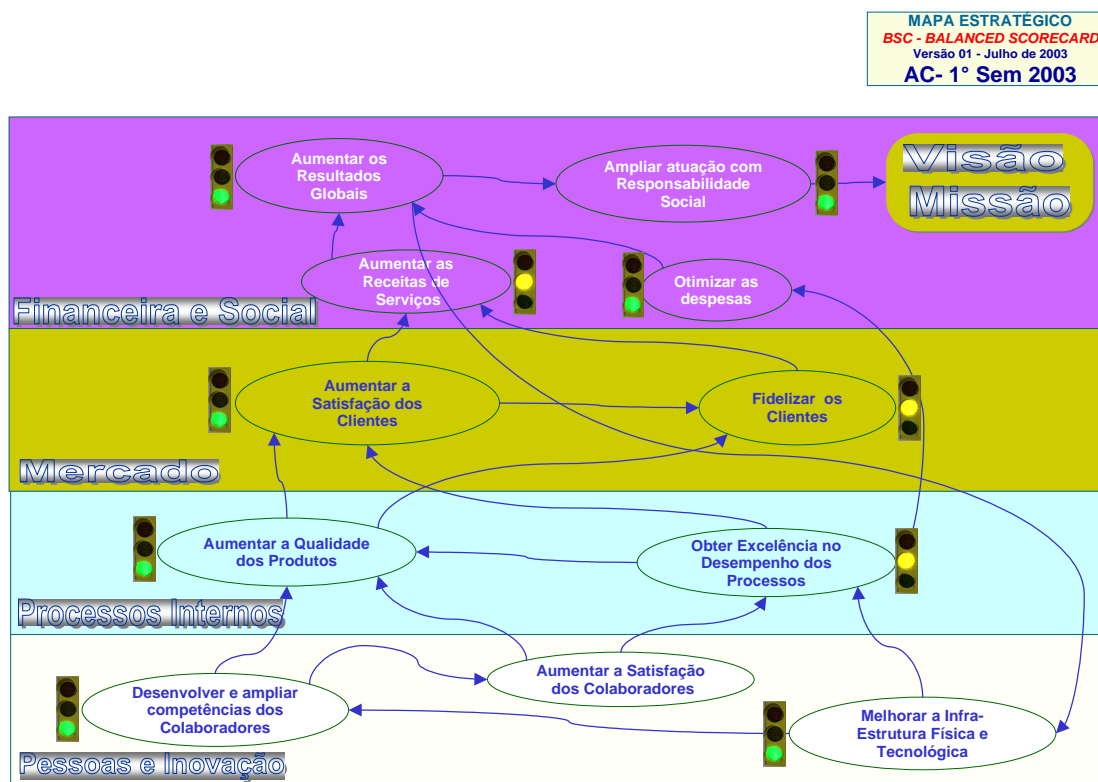 MAPA ESTRATÉGICO
BSC - BALANCED SCORECARD
Versão 01 - Julho de 2003
AC- 1° Sem 2003
Aumentar os
Resultados
Globais
Ampliar atuação com
Responsabilidade
Social
Visão
Missão
Aumentar as
Receitas de
Serviços
Otimizar as
despesas
Financeira e Social
Aumentar a
Satisfação dos
Clientes
Fidelizar os
Clientes
Mercado
Aumentar a Qualidade
dos Produtos
Obter Excelência no
Desempenho dos
Processos
Processos Internos
Aumentar a Satisfação
dos Colaboradores
Desenvolver e ampliar
competências dos
Colaboradores
Melhorar a Infra-
Estrutura Física e
Tecnológica
Pessoas e Inovação